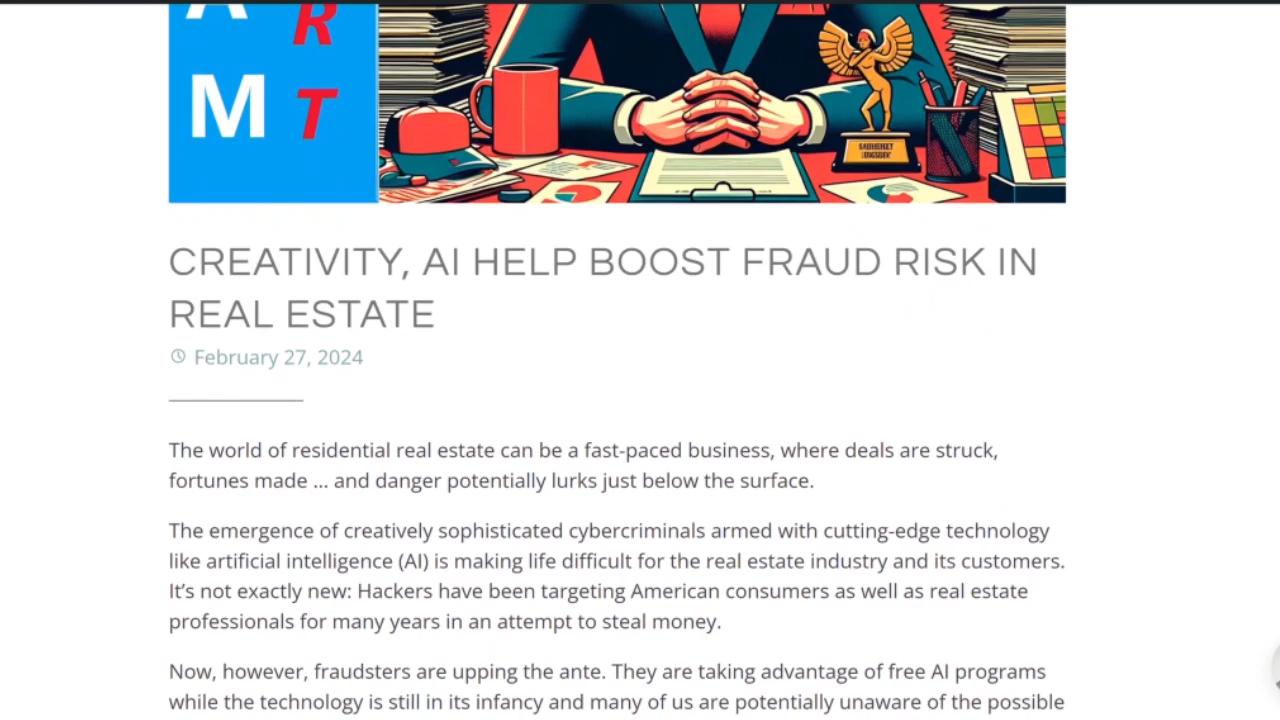 R
M T
CREATIVITY, AI HELP BOOST FRAUD RISK IN
REAL ESTATE
February 27, 2024
The world of residential real estate can be a fast-paced business, where deals are struck,
fortunes made ... and danger potentially lurks just below the surface.
The emergence of creatively sophisticated cybercriminals armed with cutting-edge technology
like artificial intelligence (AI) is making life difficult for the real estate industry and its customers.
It’s not exactly new: Hackers have been targeting American consumers as well as real estate
professionals for many years in an attempt to steal money.
Now, however, fraudsters are upping the ante. They are taking advantage of free AI programs
while the technology is still in its infancy and many of us are potentially unaware of the possible